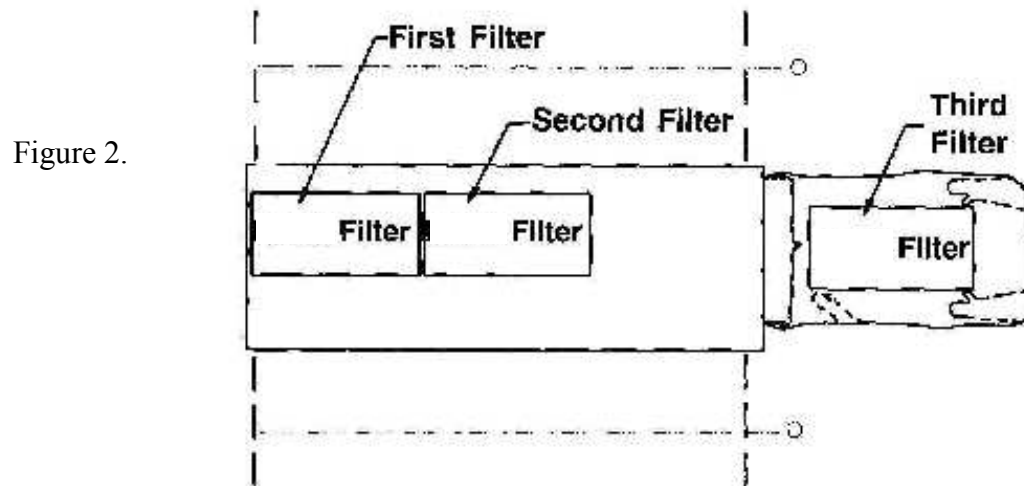 First Filter
Second Filter
Third
Filter
Figure 2.
Filter
Filter
Filter